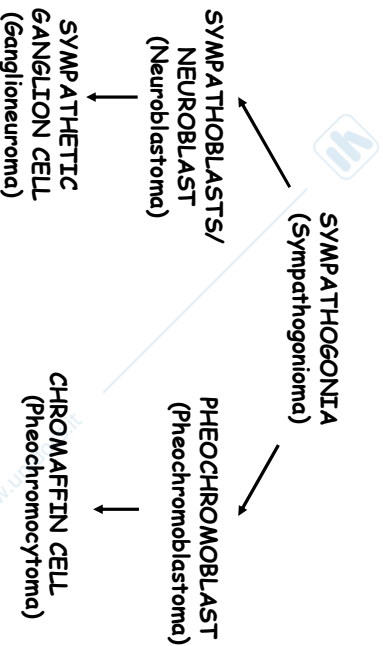 SYMPATHOGONIA
(Sympathogonioma)
SYMPATHOBLASTS/
NEUROBLAST
(Neuroblastoma)
PHEOCHROMOBLAST
(Pheochromoblastoma)
SYMPATHETIC
GANGLION CELL
(Ganglioneuroma)
CHROMAFFIN CELL
(Pheochromocytoma)